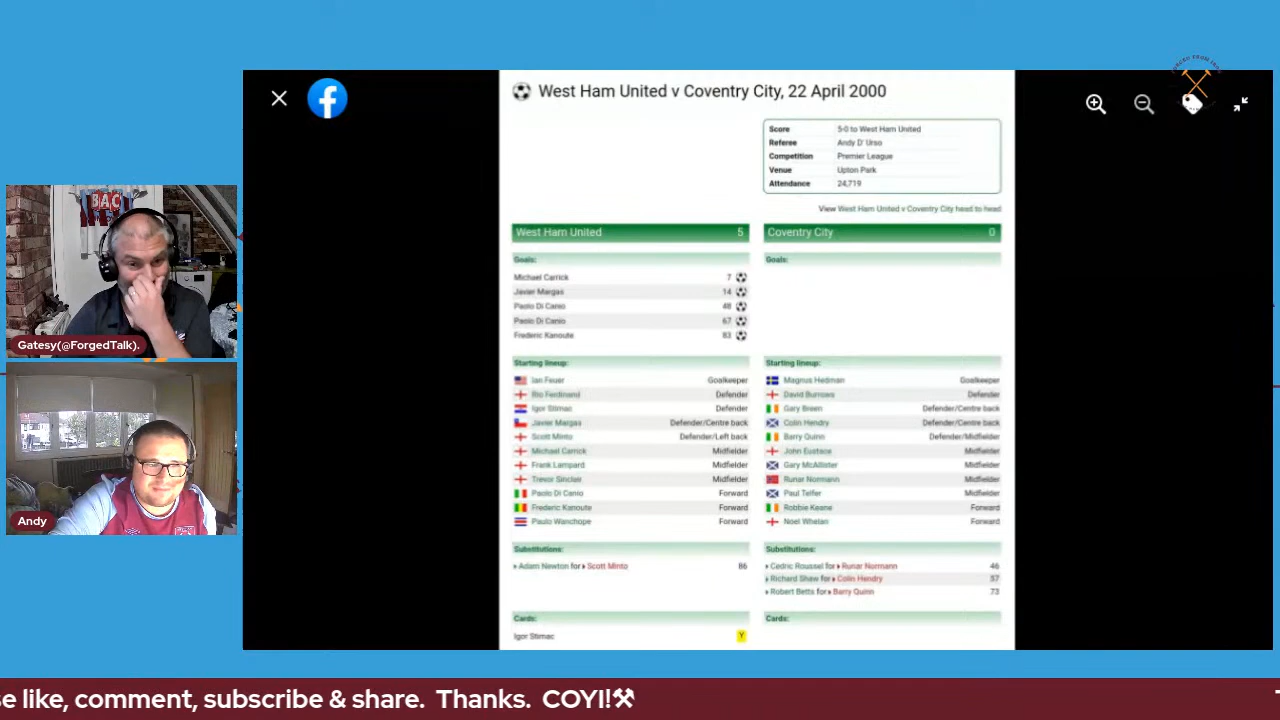 FORGED FROM IRON
West Ham United v Coventry City, 22 April 2000
Score 5-0 to West Ham United
Referee Andy D' Urso
Competition Premier League
Venue Upton Park
Attendance 24,719
View West Ham United v Coventry City head to head
West Ham United 5
Coventry City 0
Goals:
Michael Carrick 7
Javier Margas 14
Paolo Di Canio 48
Paolo Di Canio 67
Frederic Kanoute 83
Goals:
Starting lineup:
Ian Feuer Goalkeeper
Rio Ferdinand Defender
Igor Stimac Defender
Javier Margas Defender/Centre back
Scott Minto Defender/Left back
Michael Carrick Midfielder
Frank Lampard Midfielder
Trevor Sinclair Midfielder
Paolo Di Canio Forward
Frederic Kanoute Forward
Paulo Wanchope Forward
Starting lineup:
Magnus Hedman Goalkeeper
David Burrows Defender
Gary Breen Defender/Centre back
Colin Hendry Defender/Centre back
Barry Quinn Defender/Midfielder
John Eustace Midfielder
Gary McAllister Midfielder
Runar Normann Midfielder
Paul Telfer Midfielder
Robbie Keane Forward
Noel Whelan Forward
Substitutions:
Adam Newton for Scott Minto 86
Substitutions:
Cedric Roussel for Runar Normann 46
Richard Shaw for Colin Hendry 57
Robert Betts for Barry Quinn 73
Cards:
Igor Stimac Y
Cards:
BAC
Gatesy(@ForgedTalk).
Andy
se like, comment, subscribe & share. Thanks. COYI!⚒